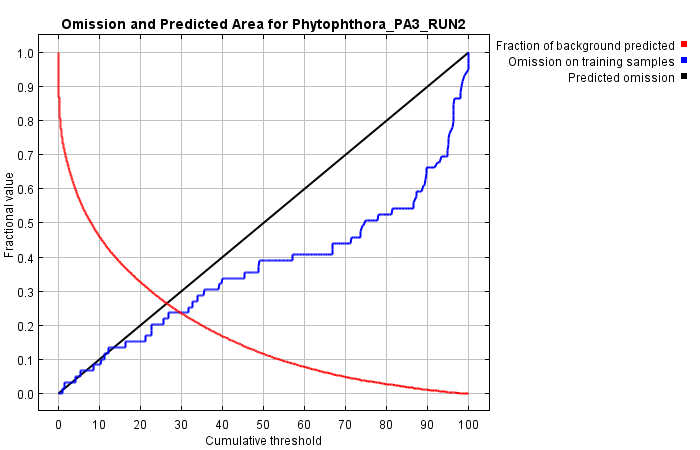 Omission and Predicted Area for Phytophthora_PA3_RUN2
Fraction of background predicted
Omission on training samples
Predicted omission
Fractional value
1.0
0.9
0.8
0.7
0.6
0.5
0.4
0.3
0.2
0.1
0.0
0 10 20 30 40 50 60 70 80 90 100
Cumulative threshold